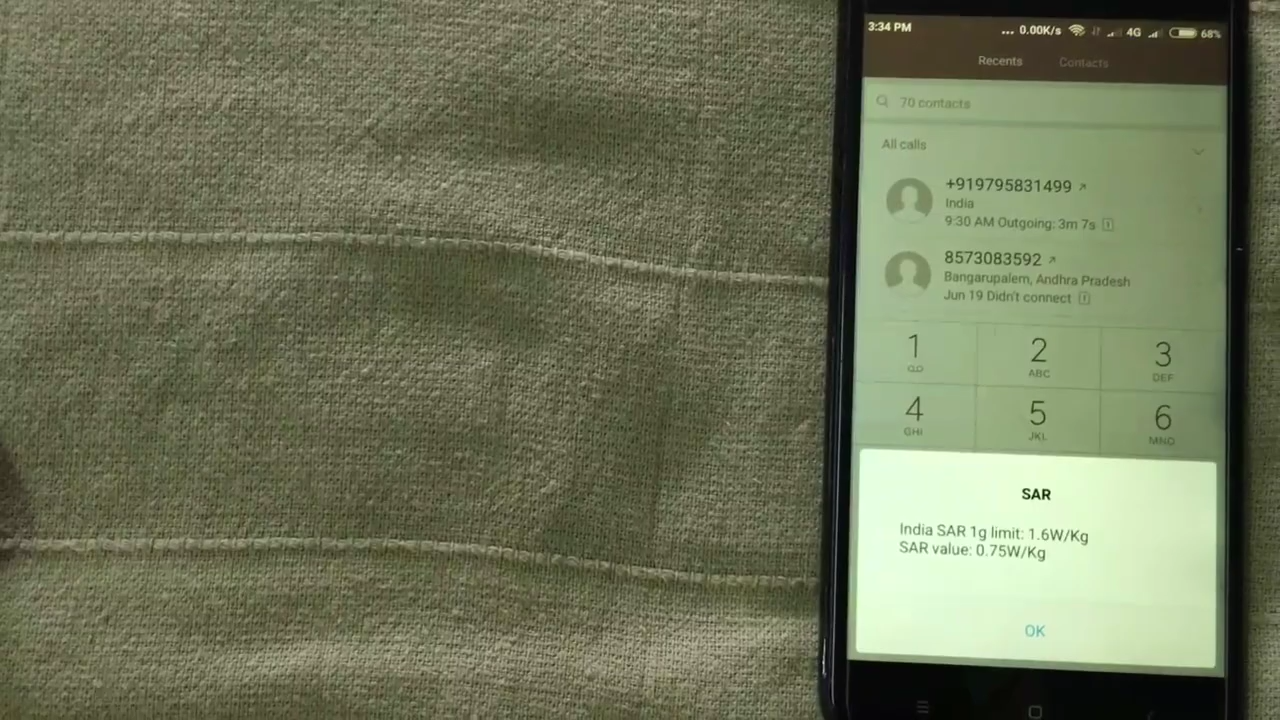 3:34 PM ... 0.00K/s 4G 68%
Recents Contacts
70 contacts
All calls
+919795831499
India
9:30 AM Outgoing: 3m 7s
8573083592
Bangarupalem, Andhra Pradesh
Jun 19 Didn't connect
1 2 3
ABC DEF
4 5 6
GHI JKL MNO
SAR
India SAR 1g limit: 1.6W/Kg
SAR value: 0.75W/Kg
OK